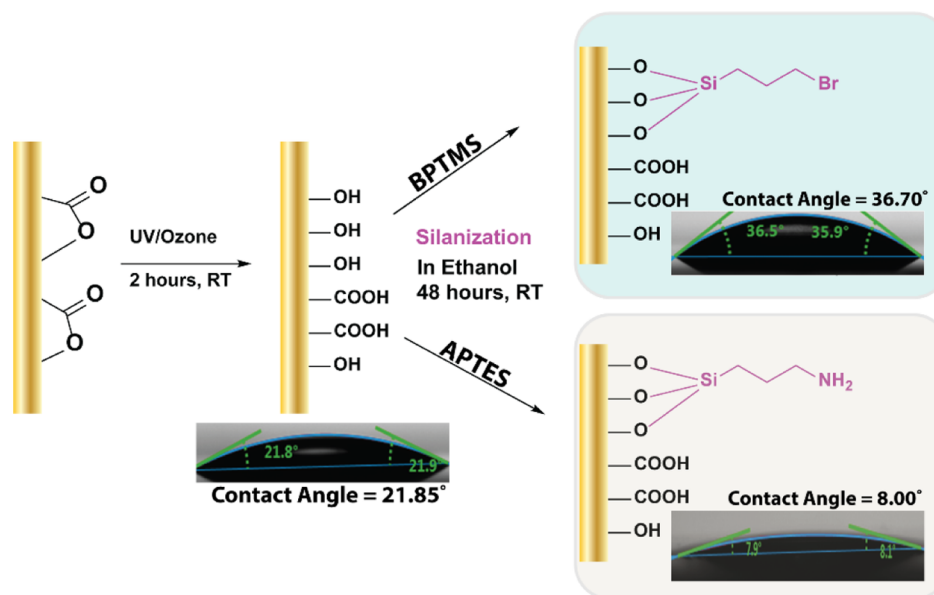 O
O
O
O
UV/Ozone
2 hours, RT
OH
OH
OH
COOH
COOH
OH
21.8°
21.9°
Contact Angle = 21.85°
BPTMS
Silanization
In Ethanol
48 hours, RT
APTES
O
O
O
Si
Br
COOH
COOH
OH
Contact Angle = 36.70°
36.5°
35.9°
O
O
O
Si
NH₂
COOH
COOH
OH
Contact Angle = 8.00°
7.9°
8.1°